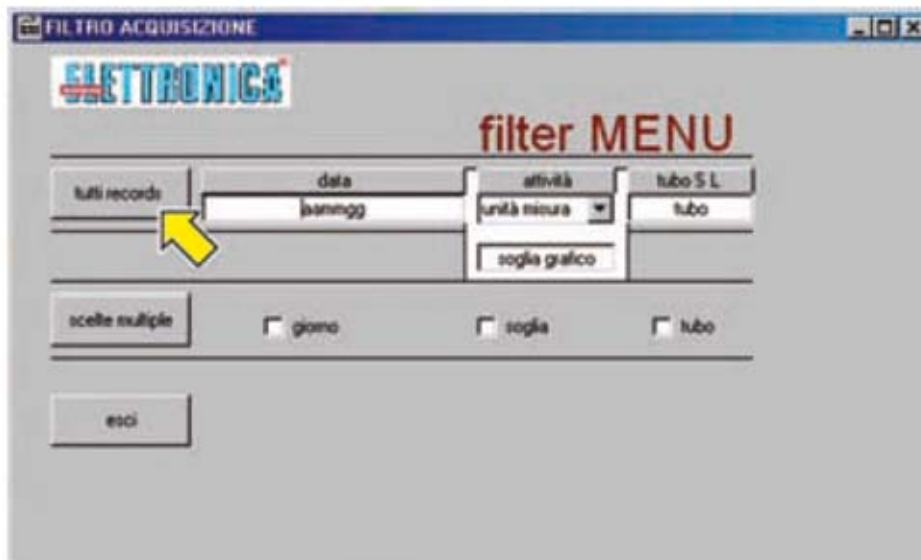 FILTRO ACQUISIZIONE
ELETTRONICA
filter MENU
tutti records
data
attività
tubo S L
aammgg
unità misura
tubo
soglia grafico
scelte multiple
giorno
soglia
tubo
esci